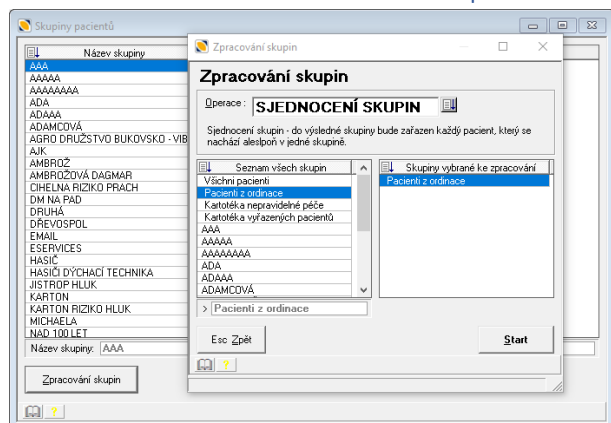 Skupiny pacientů
Název skupiny
AAA
AAAAA
AAAAAAAA
ADA
ADAAA
ADAMCOVÁ
AGRO DRUŽSTVO BUKOVSKO - VIB
AJK
AMBROŽ
AMBROŽOVÁ DAGMAR
CIHELNA RIZIKO PRACH
DM NA PAD
DRUHÁ
DŘEVOSPOL
EMAIL
ESERVICES
HASIČ
HASIČI DÝCHACÍ TECHNIKA
JISTROP HLUK
KARTON
KARTON RIZIKO HLUK
MICHAELA
NAD 100 LET
Název skupiny: AAA
Zpracování skupin
Zpracování skupin
Zpracování skupin
Operace : SJEDNOCENÍ SKUPIN
Sjednocení skupin - do výsledné skupiny bude zařazen každý pacient, který se
nachází aleslpoň v jedné skupině.
Seznam všech skupin
Všichni pacienti
Pacienti z ordinace
Kartotéka nepravidelné péče
Kartotéka vyřazených pacientů
AAA
AAAAA
AAAAAAAA
ADA
ADAAA
ADAMCOVÁ
> Pacienti z ordinace
Skupiny vybrané ke zpracování
Pacienti z ordinace
Esc Zpět
Start